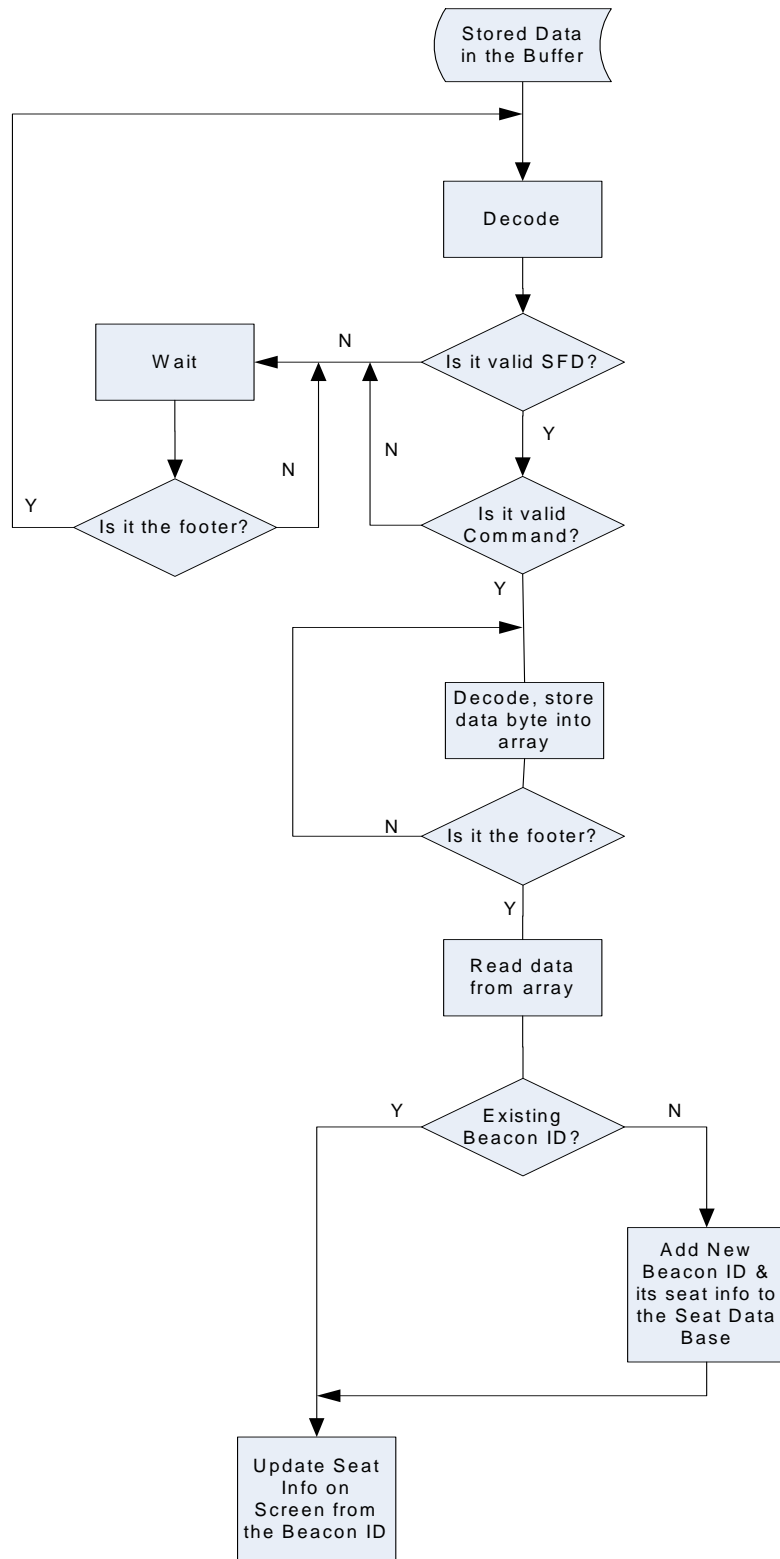 Stored Data
in the Buffer
Decode
Is it valid SFD?
N
Wait
Y
N
N
Is it the footer?
Y
Is it valid
Command?
Y
Decode, store
data byte into
array
Is it the footer?
N
Y
Read data
from array
Existing
Beacon ID?
Y
N
Add New
Beacon ID &
its seat info to
the Seat Data
Base
Update Seat
Info on
Screen from
the Beacon ID